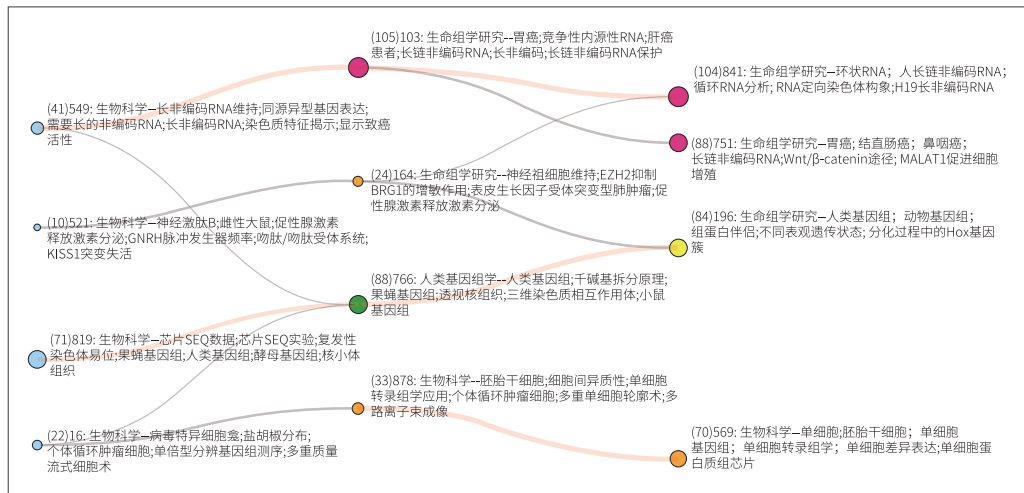 (41)549: 生物科学—长非编码RNA维持;同源异型基因表达;
需要长的非编码RNA;长非编码RNA;染色质特征揭示;显示致癌
活性
(10)521: 生物科学—神经激肽B;雌性大鼠;促性腺激素
释放激素分泌;GNRH脉冲发生器频率;吻肽/吻肽受体系统;
KISS1突变失活
(71)819: 生物科学—芯片SEQ数据;芯片SEQ实验;复发性
染色体易位;果蝇基因组;人类基因组;酵母基因组;核小体
组织
(22)16: 生物科学—病毒特异细胞龛;盐胡椒分布;
个体循环肿瘤细胞;单倍型分辨基因组测序;多重质量
流式细胞术
(105)103: 生命组学研究--胃癌;竞争性内源性RNA;肝癌
患者;长链非编码RNA;长非编码;长链非编码RNA保护
(24)164: 生命组学研究--神经祖细胞维持;EZH2抑制
BRG1的增敏作用;表皮生长因子受体突变型肺肿瘤;促
性腺激素释放激素分泌
(88)766: 人类基因组学--人类基因组;千碱基拆分原理;
果蝇基因组;透视核组织;三维染色质相互作用体;小鼠
基因组
(33)878: 生物科学--胚胎干细胞;细胞间异质性;单细胞
转录组学应用;个体循环肿瘤细胞;多重单细胞轮廓术;多
路离子束成像
(104)841: 生命组学研究—环状RNA；人长链非编码RNA；
循环RNA分析; RNA定向染色体构象;H19长非编码RNA
(88)751: 生命组学研究—胃癌; 结直肠癌；鼻咽癌；
长链非编码RNA;Wnt/β-catenin途径; MALAT1促进细胞
增殖
(84)196: 生命组学研究—人类基因组；动物基因组；
组蛋白伴侣;不同表观遗传状态; 分化过程中的Hox基因
簇
(70)569: 生物科学—单细胞;胚胎干细胞；单细胞
基因组；单细胞转录组学；单细胞差异表达;单细胞蛋
白质组芯片